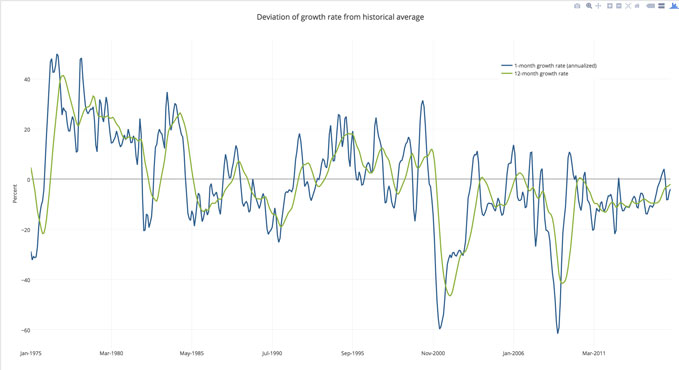 Deviation of growth rate from historical average
1-month growth rate (annualized)
12-month growth rate
Percent
40
20
0
−20
−40
−60
Jan-1975
Mar-1980
May-1985
Jul-1990
Sep-1995
Nov-2000
Jan-2006
Mar-2011